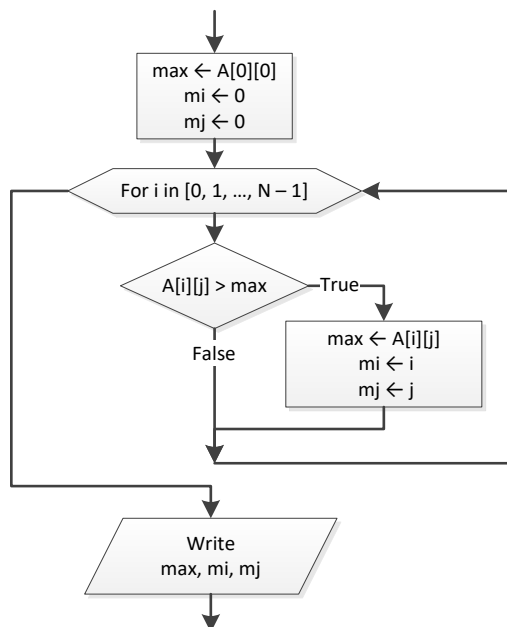 max ← A[0][0]
mi ← 0
mj ← 0
For i in [0, 1, …, N – 1]
A[i][j] > max
True
False
max ← A[i][j]
mi ← i
mj ← j
Write
max, mi, mj